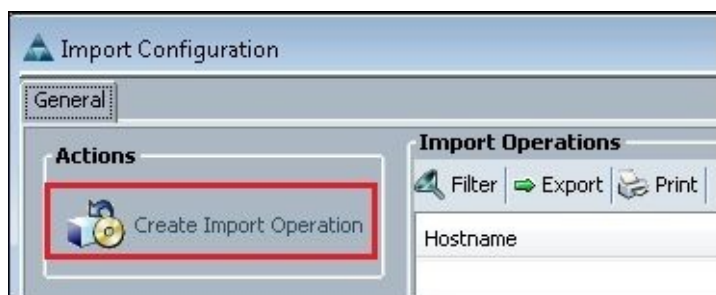 Import Configuration
General
Actions
Create Import Operation
Import Operations
Filter Export Print
Hostname